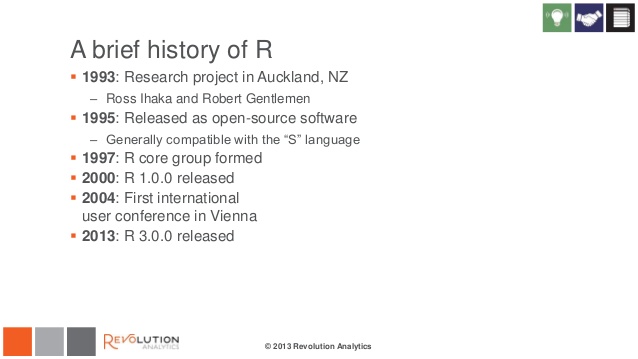 A brief history of R
▪ 1993: Research project in Auckland, NZ
– Ross Ihaka and Robert Gentlemen
▪ 1995: Released as open-source software
– Generally compatible with the “S” language
▪ 1997: R core group formed
▪ 2000: R 1.0.0 released
▪ 2004: First international
user conference in Vienna
▪ 2013: R 3.0.0 released
REVOLUTION
ANALYTICS
© 2013 Revolution Analytics